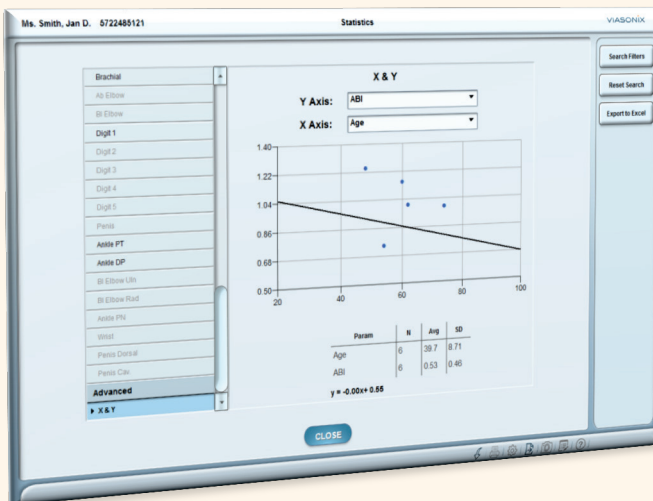 Ms. Smith, Jan D. 5722485121
Statistics
VIASONIX
Search Filters
Reset Search
Export to Excel
Brachial
Ab Elbow
Bl Elbow
Digit 1
Digit 2
Digit 3
Digit 4
Digit 5
Penis
Ankle PT
Ankle DP
Bl Elbow Uln
Bl Elbow Rad
Ankle PN
Wrist
Penis Dorsal
Penis Cav
Advanced
X & Y
X & Y
Y Axis: ABI
X Axis: Age
1.40
1.22
1.04
0.86
0.68
0.50
20 40 60 80 100
Param N Avg SD
Age 6 39.7 8.71
ABI 6 0.53 0.46
y = -0.00x+ 0.55
CLOSE